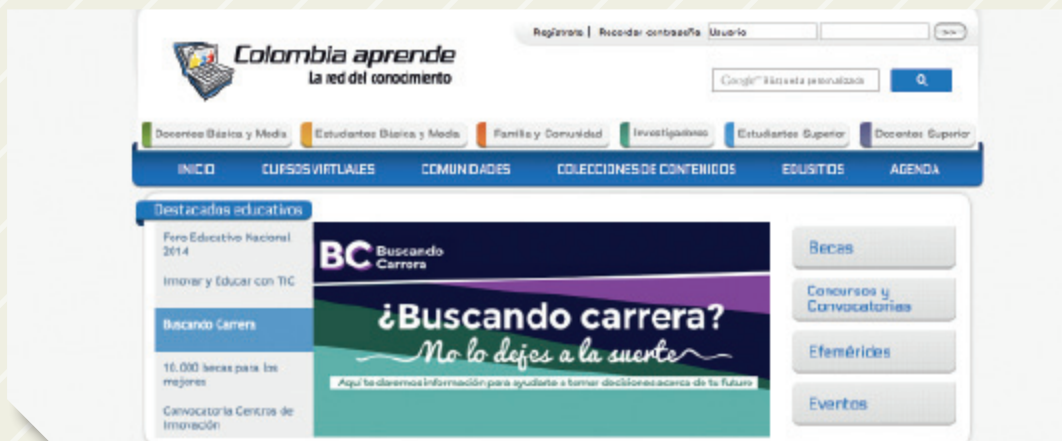 Regístrate | Recordar contraseña Usuario
>>
Colombia aprende
La red del conocimiento
Google™ Búsqueda personalizada
Docentes Básica y Media
Estudiantes Básica y Media
Familia y Comunidad
Investigadores
Estudiantes Superior
Docentes Superior
INICIO
CURSOS VIRTUALES
COMUNIDADES
COLECCIONES DE CONTENIDOS
EDUSITIOS
AGENDA
Destacados educativos
Foro Educativo Nacional
2014
Innovar y Educar con TIC
Buscando Carrera
10.000 becas para los
mejores
Convocatoria Centros de
Innovación
BC Buscando
Carrera
¿Buscando carrera?
No lo dejes a la suerte
Aquí te daremos información para ayudarte a tomar decisiones acerca de tu futuro
Becas
Concursos y
Convocatorias
Efemérides
Eventos